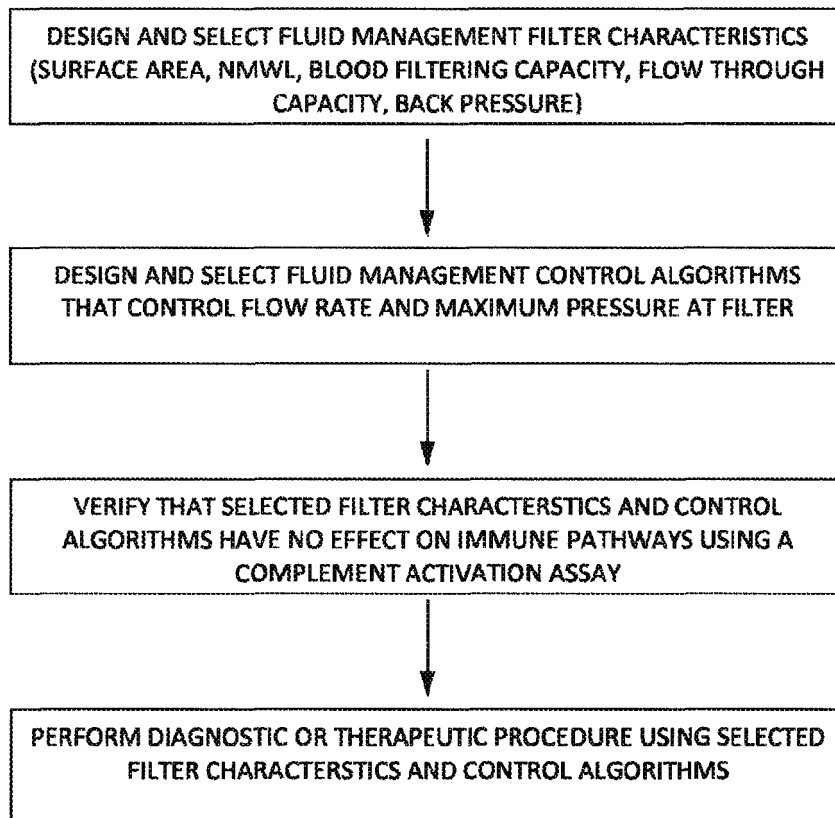 DESIGN AND SELECT FLUID MANAGEMENT FILTER CHARACTERISTICS
(SURFACE AREA, NMWL, BLOOD FILTERING CAPACITY, FLOW THROUGH
CAPACITY, BACK PRESSURE)
DESIGN AND SELECT FLUID MANAGEMENT CONTROL ALGORITHMS
THAT CONTROL FLOW RATE AND MAXIMUM PRESSURE AT FILTER
VERIFY THAT SELECTED FILTER CHARACTERSTICS AND CONTROL
ALGORITHMS HAVE NO EFFECT ON IMMUNE PATHWAYS USING A
COMPLEMENT ACTIVATION ASSAY
PERFORM DIAGNOSTIC OR THERAPEUTIC PROCEDURE USING SELECTED
FILTER CHARACTERSTICS AND CONTROL ALGORITHMS